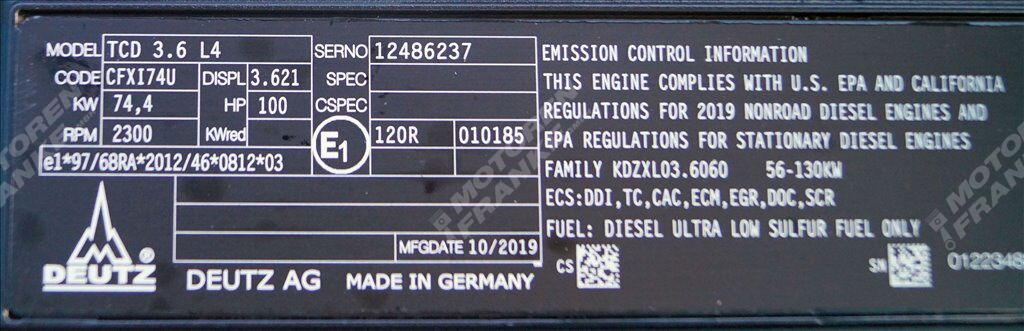 MODEL TCD 3.6 L4 SERNO 12486237
CODE CFXI74U DISPL 3.621 SPEC
KW 74,4 HP 100 CSPEC
RPM 2300 KWred E1 120R 010185
e1*97/68RA*2012/46*0812*03
MFGDATE 10/2019
DEUTZ ® DEUTZ AG MADE IN GERMANY
EMISSION CONTROL INFORMATION
THIS ENGINE COMPLIES WITH U.S. EPA AND CALIFORNIA
REGULATIONS FOR 2019 NONROAD DIESEL ENGINES AND
EPA REGULATIONS FOR STATIONARY DIESEL ENGINES
FAMILY KDZXL03.6060 56-130KW
ECS:DDI,TC,CAC,ECM,EGR,DOC,SCR
FUEL: DIESEL ULTRA LOW SULFUR FUEL ONLY
CS SN 0122348
MOTOREN
FRANKEN